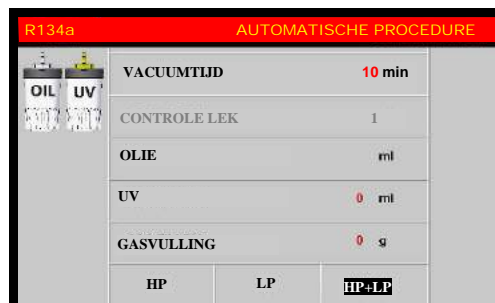 R134a AUTOMATISCHE PROCEDURE
OIL UV
VACUUMTIJD 10 min
CONTROLE LEK 1
OLIE ml
UV 0 ml
GASVULLING 0 g
HP LP HP+LP